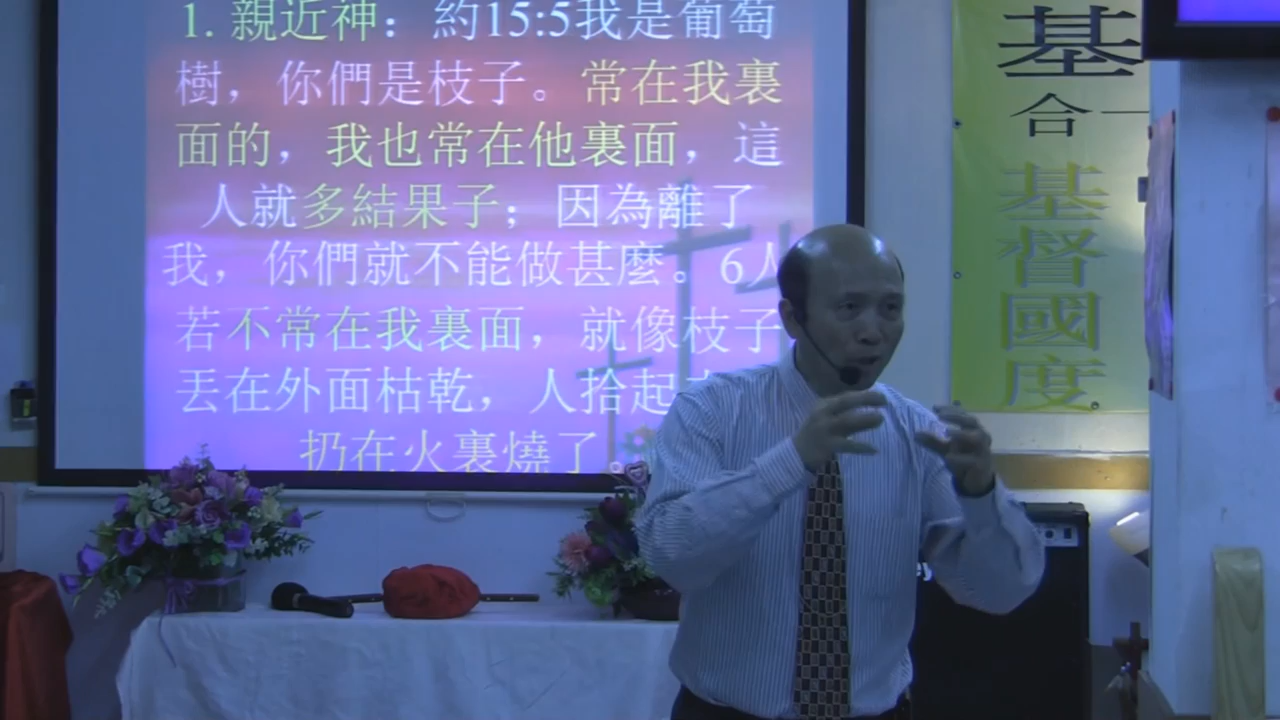 1. 親近神：約15:5我是葡萄
樹，你們是枝子。常在我裏
面的，我也常在他裏面，這
人就多結果子；因為離了
我，你們就不能做甚麼。6人
若不常在我裏面，就像枝子
丟在外面枯乾，人拾起
扔在火裏燒了。
基
合一
基督國度